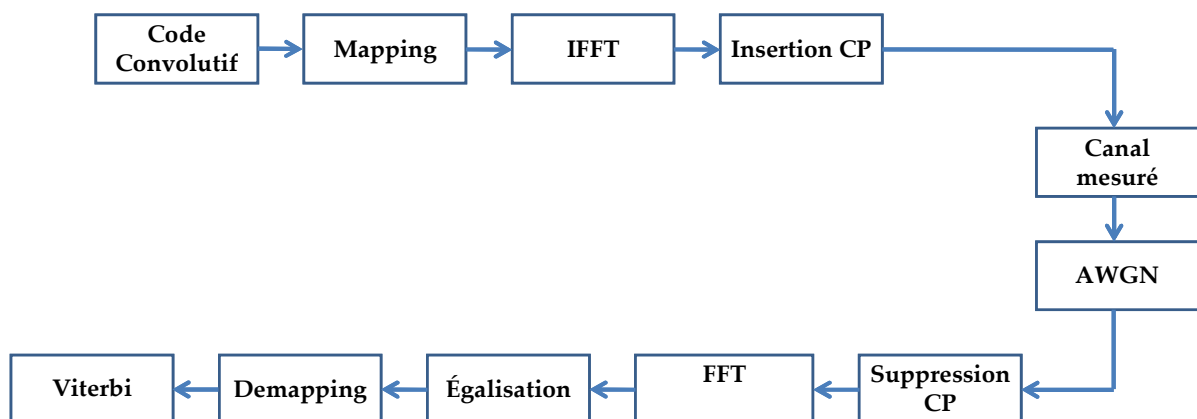 Code
Convolutif
Mapping
IFFT
Insertion CP
Canal
mesuré
AWGN
Viterbi
Demapping
Égalisation
FFT
Suppression
CP